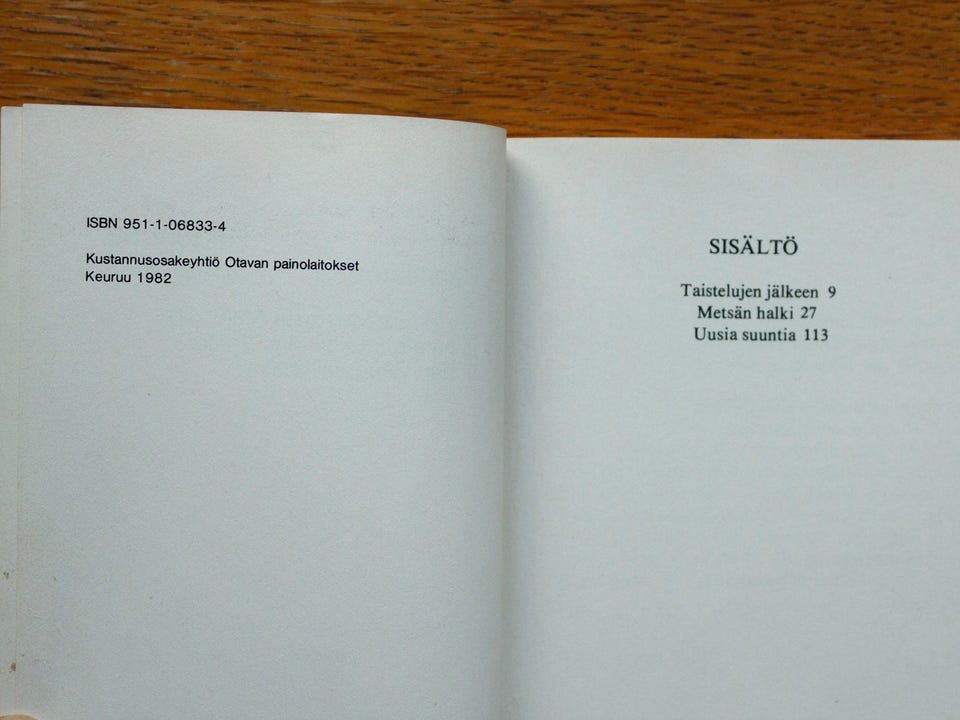 ISBN 951-1-06833-4
Kustannusosakeyhtiö Otavan painolaitokset
Keuruu 1982
SISÄLTÖ
Taistelujen jälkeen 9
Metsän halki 27
Uusia suuntia 113